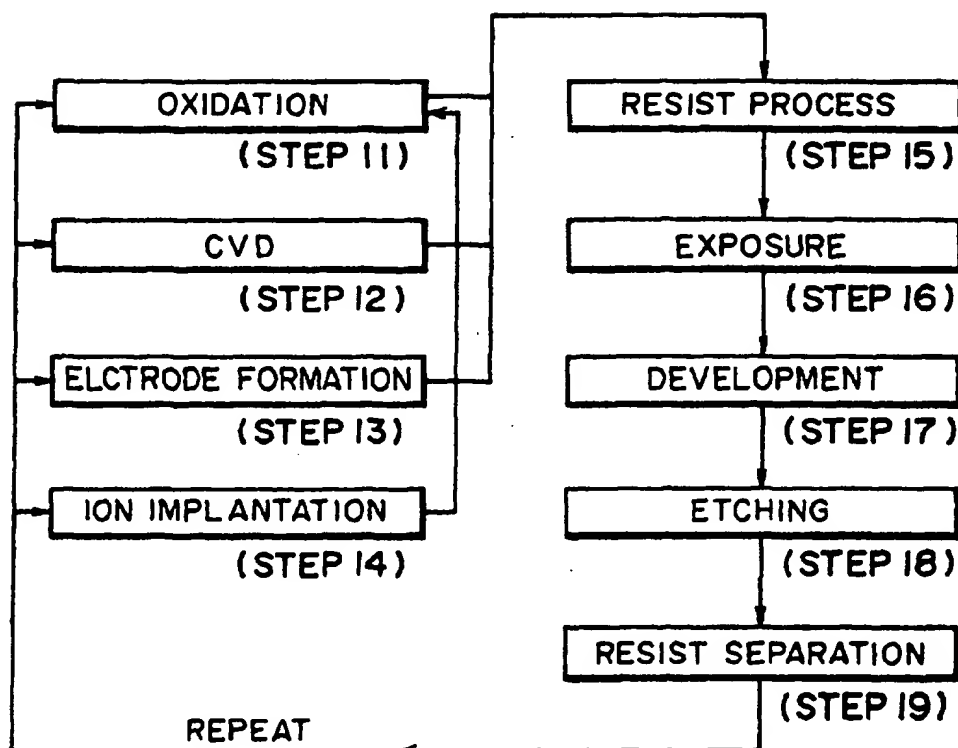 OXIDATION
(STEP 11)
CVD
(STEP 12)
ELCTRODE FORMATION
(STEP 13)
ION IMPLANTATION
(STEP 14)
RESIST PROCESS
(STEP 15)
EXPOSURE
(STEP 16)
DEVELOPMENT
(STEP 17)
ETCHING
(STEP 18)
RESIST SEPARATION
(STEP 19)
REPEAT